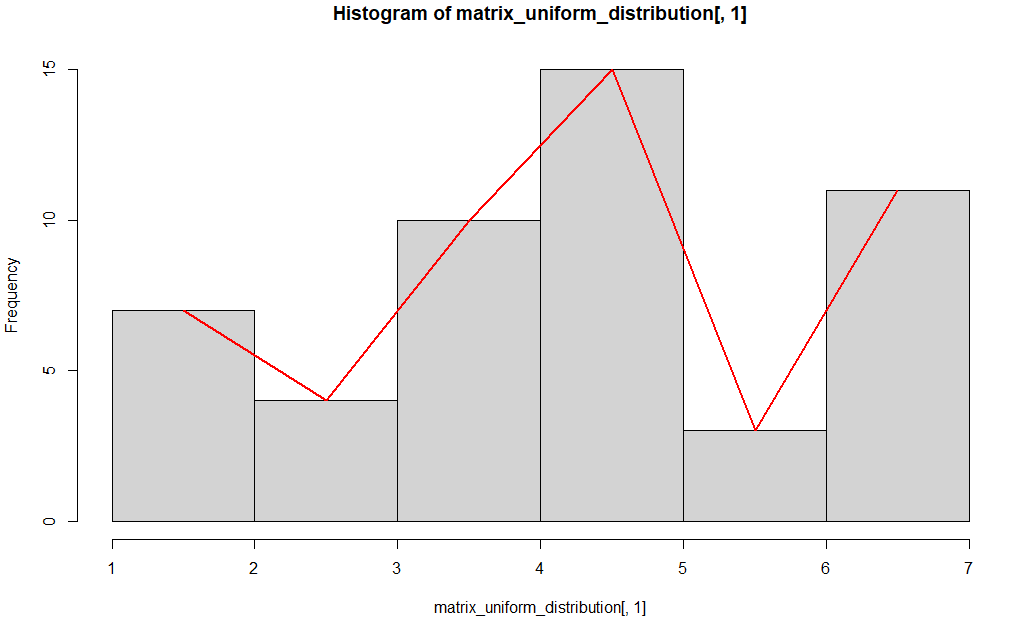 Histogram of matrix_uniform_distribution[, 1]
Frequency
15
10
5
0
1 2 3 4 5 6 7
matrix_uniform_distribution[, 1]